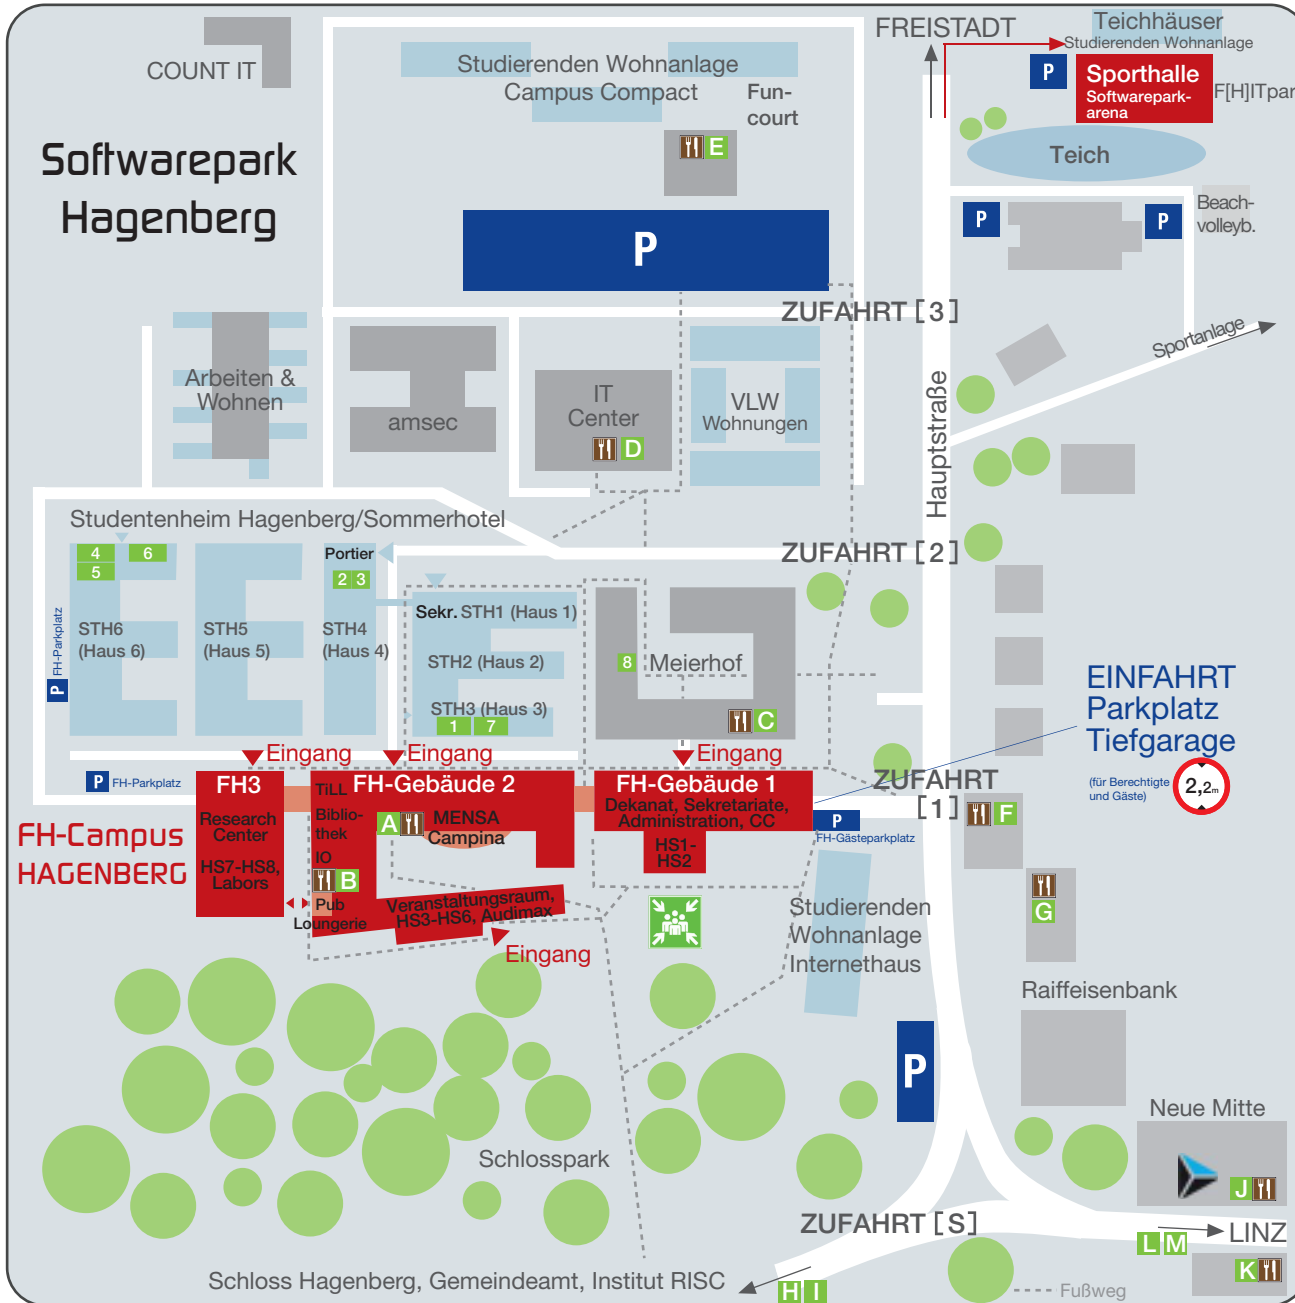 COUNT IT
Softwarepark
Hagenberg
Studierenden Wohnanlage
Campus Compact
Fun-
court
E
P
FREISTADT
Teichhäuser
Studierenden Wohnanlage
P
Sporthalle
Softwarepark-
arena
F[H]ITpar
Teich
P
P
Beach-
volleyb.
ZUFAHRT [3]
Sportanlage
Hauptstraße
Arbeiten &
Wohnen
amsec
IT
Center
D
VLW
Wohnungen
Studentenheim Hagenberg/Sommerhotel
ZUFAHRT [2]
4
5
6
Portier
2 3
STH6
(Haus 6)
STH5
(Haus 5)
STH4
(Haus 4)
Sekr. STH1 (Haus 1)
STH2 (Haus 2)
STH3 (Haus 3)
1 7
8
Meierhof
C
P FH-Parkplatz
EINFAHRT
Parkplatz
Tiefgarage
(für Berechtigte
und Gäste)
2,2m
Eingang
Eingang
Eingang
P FH-Parkplatz
FH3
Research
Center
HS7-HS8,
Labors
FH-Gebäude 2
TiLL
Biblio-
thek
IO
A
MENSA
Campina
B
Pub
Loungerie
Veranstaltungsraum,
HS3-HS6, Audimax
Eingang
FH-Gebäude 1
Dekanat, Sekretariate,
Administration, CC
HS1-
HS2
ZUFAHRT
[1]
P
FH-Gästeparkplatz
F
G
FH-Campus
HAGENBERG
Studierenden
Wohnanlage
Internethaus
Raiffeisenbank
P
Neue Mitte
J
Schlosspark
ZUFAHRT [S]
L M
LINZ
K
Schloss Hagenberg, Gemeindeamt, Institut RISC
H I
Fußweg